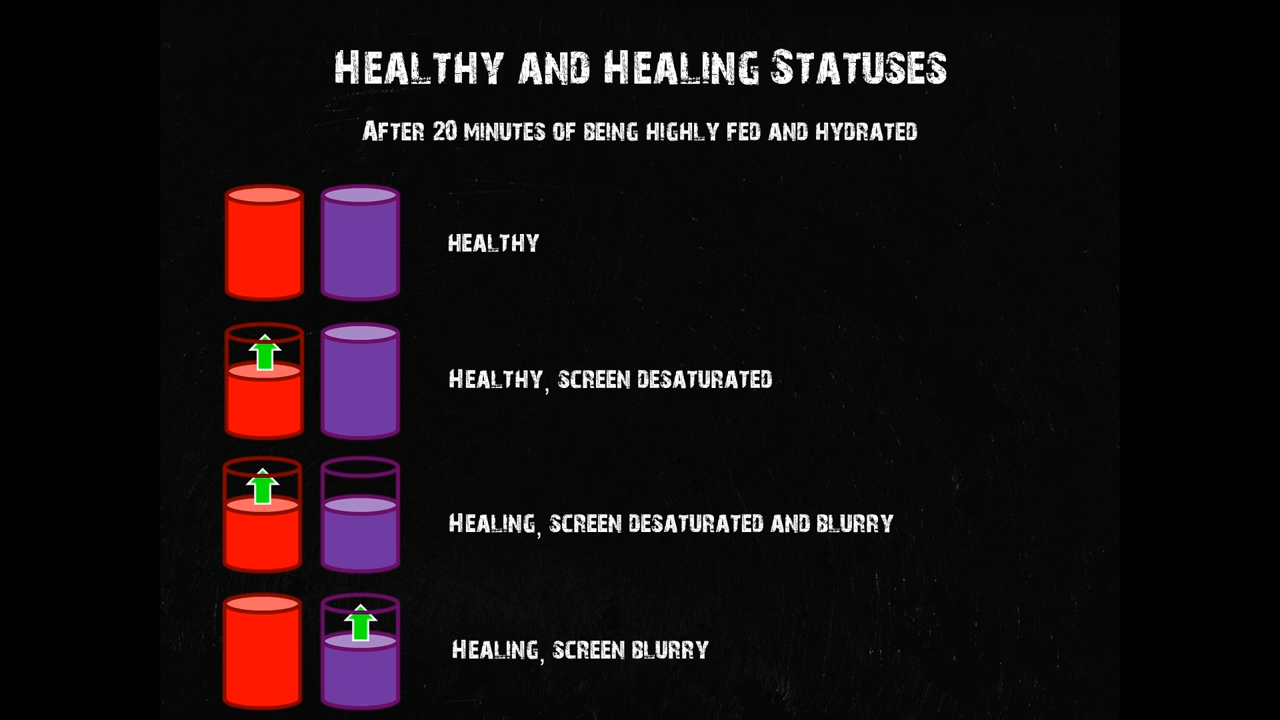 Healthy and Healing Statuses
After 20 minutes of being highly fed and hydrated
Healthy
Healthy, screen desaturated
Healing, screen desaturated and blurry
Healing, screen blurry